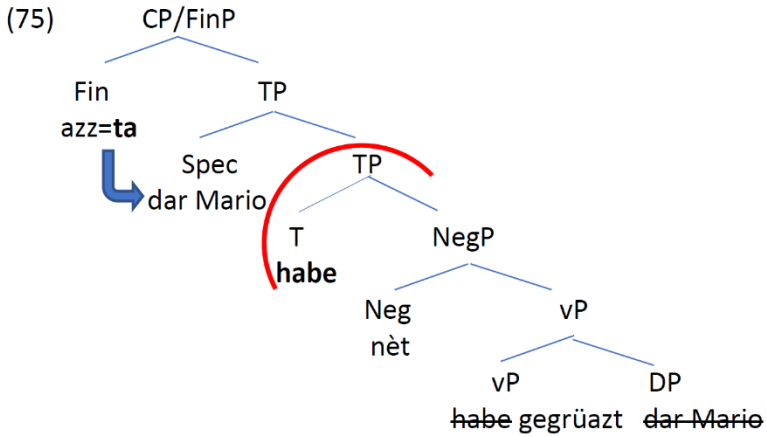 (75) CP/FinP
Fin TP
azz=ta
Spec TP
dar Mario
T NegP
habe
Neg vP
nèt
vP DP
habe gegrüazt dar Mario